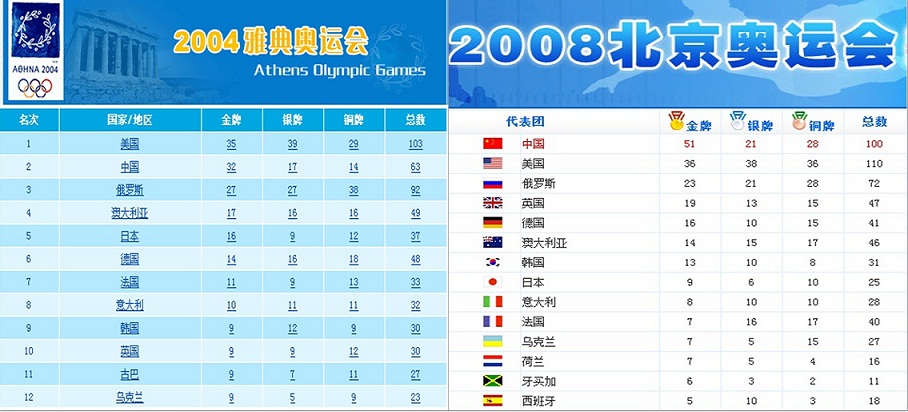 2004雅典奥运会
Athens Olympic Games
ΑΘΗΝΑ 2004
名次 国家/地区 金牌 银牌 铜牌 总数
1 美国 35 39 29 103
2 中国 32 17 14 63
3 俄罗斯 27 27 38 92
4 澳大利亚 17 16 16 49
5 日本 16 9 12 37
6 德国 14 16 18 48
7 法国 11 9 13 33
8 意大利 10 11 11 32
9 韩国 9 12 9 30
10 英国 9 9 12 30
11 古巴 9 7 11 27
12 乌克兰 9 5 9 23
2008北京奥运会
代表团 金牌 银牌 铜牌 总数
中国 51 21 28 100
美国 36 38 36 110
俄罗斯 23 21 28 72
英国 19 13 15 47
德国 16 10 15 41
澳大利亚 14 15 17 46
韩国 13 10 8 31
日本 9 6 10 25
意大利 8 10 10 28
法国 7 16 17 40
乌克兰 7 5 15 27
荷兰 7 5 4 16
牙买加 6 3 2 11
西班牙 5 10 3 18